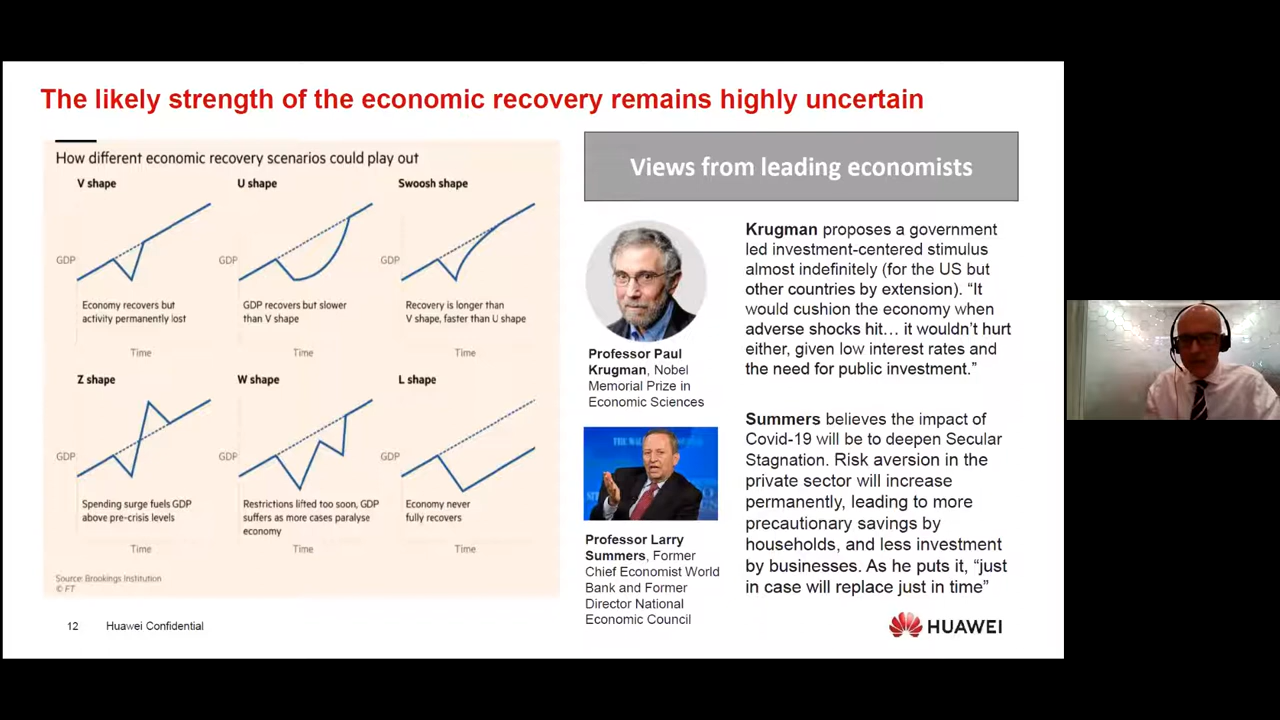 The likely strength of the economic recovery remains highly uncertain
How different economic recovery scenarios could play out
V shape
GDP
Economy recovers but
activity permanently lost
Time
U shape
GDP
GDP recovers but slower
than V shape
Time
Swoosh shape
GDP
Recovery is longer than
V shape, faster than U shape
Time
Z shape
GDP
Spending surge fuels GDP
above pre-crisis levels
Time
W shape
GDP
Restrictions lifted too soon, GDP
suffers as more cases paralyse
economy
Time
L shape
GDP
Economy never
fully recovers
Time
Source: Brookings Institution
© FT
Views from leading economists
Professor Paul
Krugman, Nobel
Memorial Prize in
Economic Sciences
Krugman proposes a government
led investment-centered stimulus
almost indefinitely (for the US but
other countries by extension). “It
would cushion the economy when
adverse shocks hit… it wouldn’t hurt
either, given low interest rates and
the need for public investment.”
Professor Larry
Summers, Former
Chief Economist World
Bank and Former
Director National
Economic Council
Summers believes the impact of
Covid-19 will be to deepen Secular
Stagnation. Risk aversion in the
private sector will increase
permanently, leading to more
precautionary savings by
households, and less investment
by businesses. As he puts it, “just
in case will replace just in time”
12
Huawei Confidential
HUAWEI